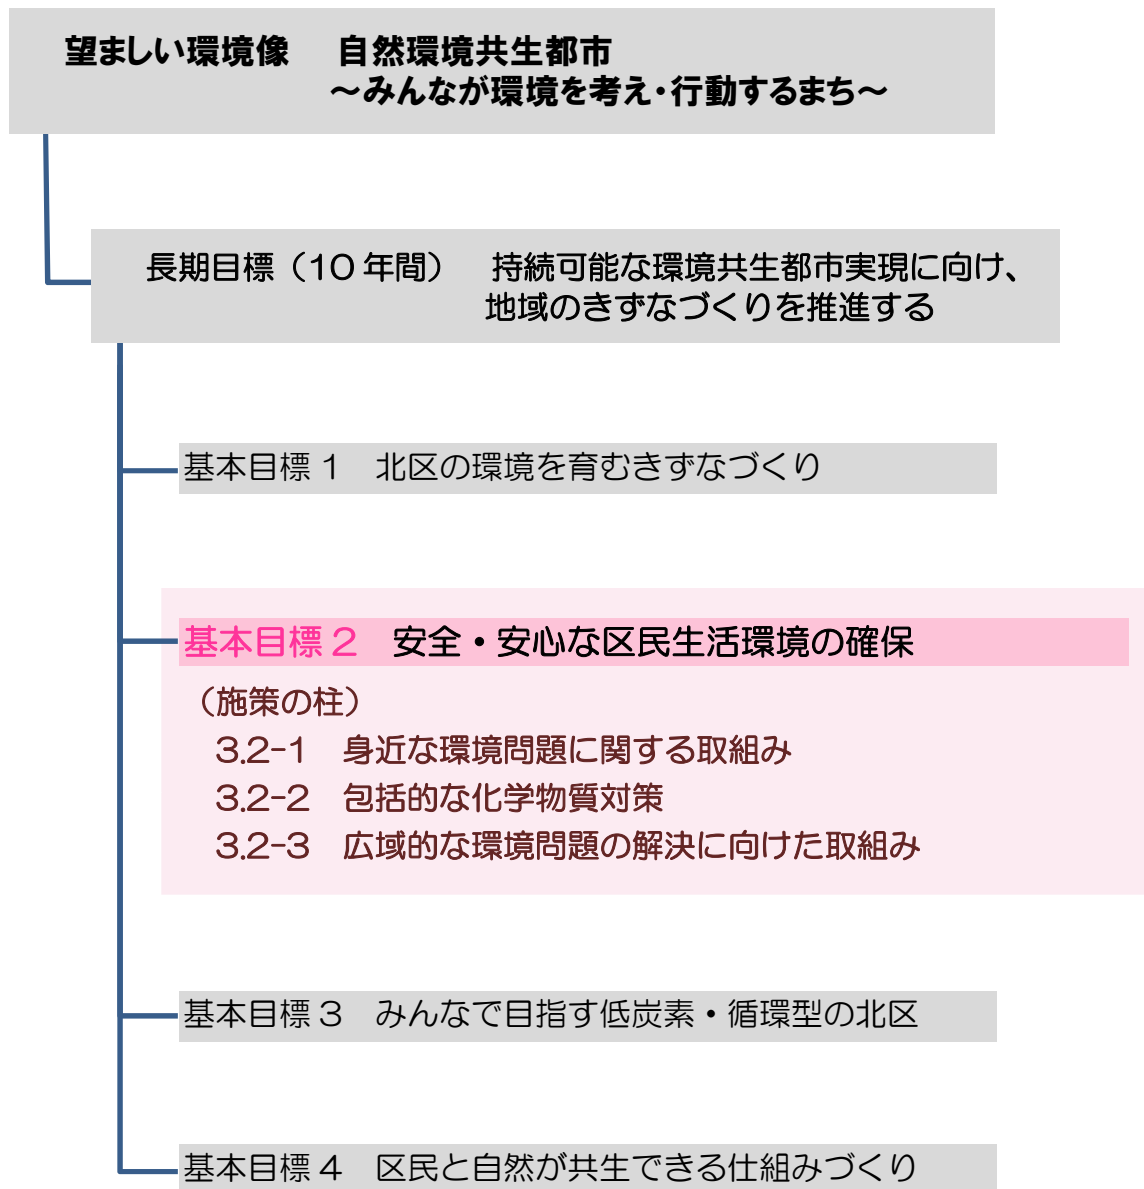 望ましい環境像　自然環境共生都市
～みんなが環境を考え・行動するまち～
長期目標（10 年間）　持続可能な環境共生都市実現に向け、
地域のきずなづくりを推進する
基本目標 1　北区の環境を育むきずなづくり
基本目標 2　安全・安心な区民生活環境の確保
（施策の柱）
3.2-1　身近な環境問題に関する取組み
3.2-2　包括的な化学物質対策
3.2-3　広域的な環境問題の解決に向けた取組み
基本目標 3　みんなで目指す低炭素・循環型の北区
基本目標 4　区民と自然が共生できる仕組みづくり